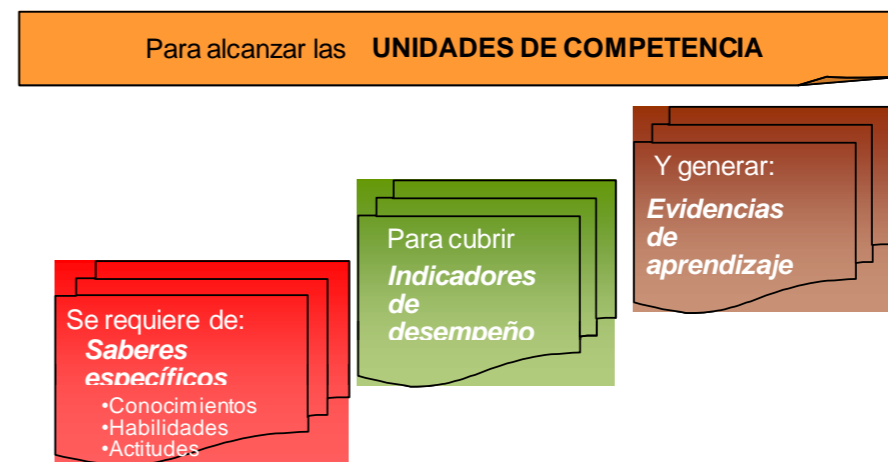 Para alcanzar las UNIDADES DE COMPETENCIA
Se requiere de:
Saberes
específicos
•Conocimientos
•Habilidades
•Actitudes
Para cubrir
Indicadores
de
desempeño
Y generar:
Evidencias
de
aprendizaje